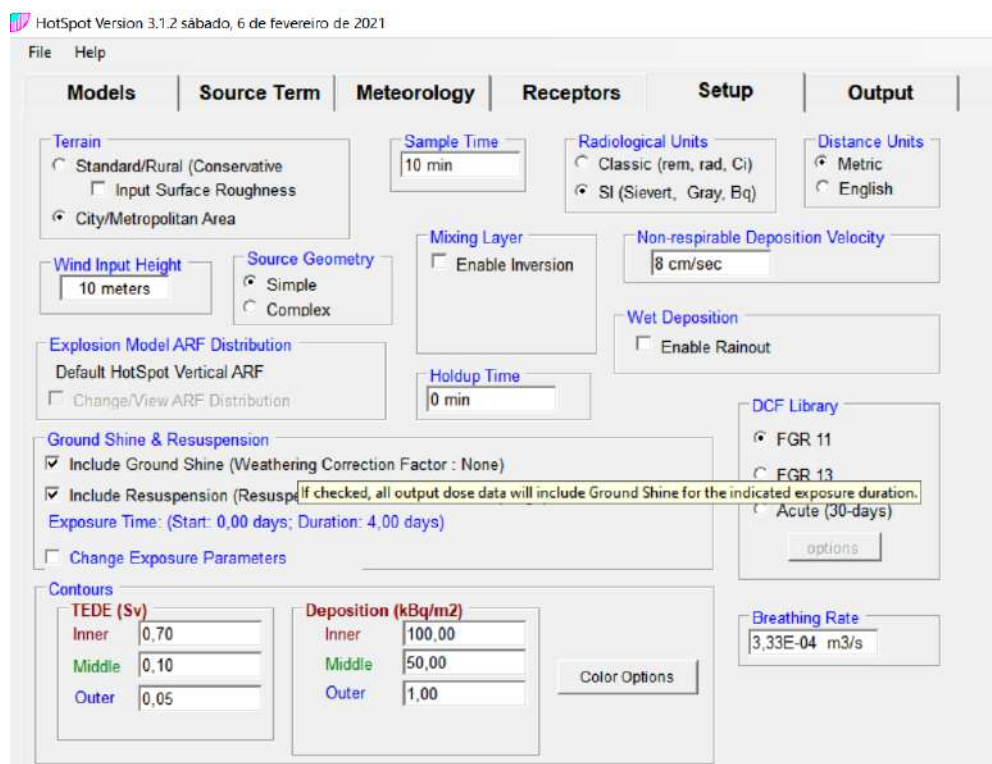 HotSpot Version 3.1.2 sábado, 6 de fevereiro de 2021
File Help
Models Source Term Meteorology Receptors Setup Output
Terrain
Standard/Rural (Conservative
Input Surface Roughness
City/Metropolitan Area
Sample Time
10 min
Radiological Units
Classic (rem, rad, Ci)
SI (Sievert, Gray, Bq)
Distance Units
Metric
English
Wind Input Height
10 meters
Source Geometry
Simple
Complex
Mixing Layer
Enable Inversion
Non-respirable Deposition Velocity
8 cm/sec
Wet Deposition
Enable Rainout
Explosion Model ARF Distribution
Default HotSpot Vertical ARF
Change/View ARF Distribution
Holdup Time
0 min
DCF Library
FGR 11
FGR 13
Acute (30-days)
options
Ground Shine & Resuspension
Include Ground Shine (Weathering Correction Factor : None)
Include Resuspension (Resuspe
If checked, all output dose data will include Ground Shine for the indicated exposure duration.
Exposure Time: (Start: 0,00 days; Duration: 4,00 days)
Change Exposure Parameters
Contours
TEDE (Sv)
Inner 0,70
Middle 0,10
Outer 0,05
Deposition (kBq/m2)
Inner 100,00
Middle 50,00
Outer 1,00
Color Options
Breathing Rate
3,33E-04 m3/s